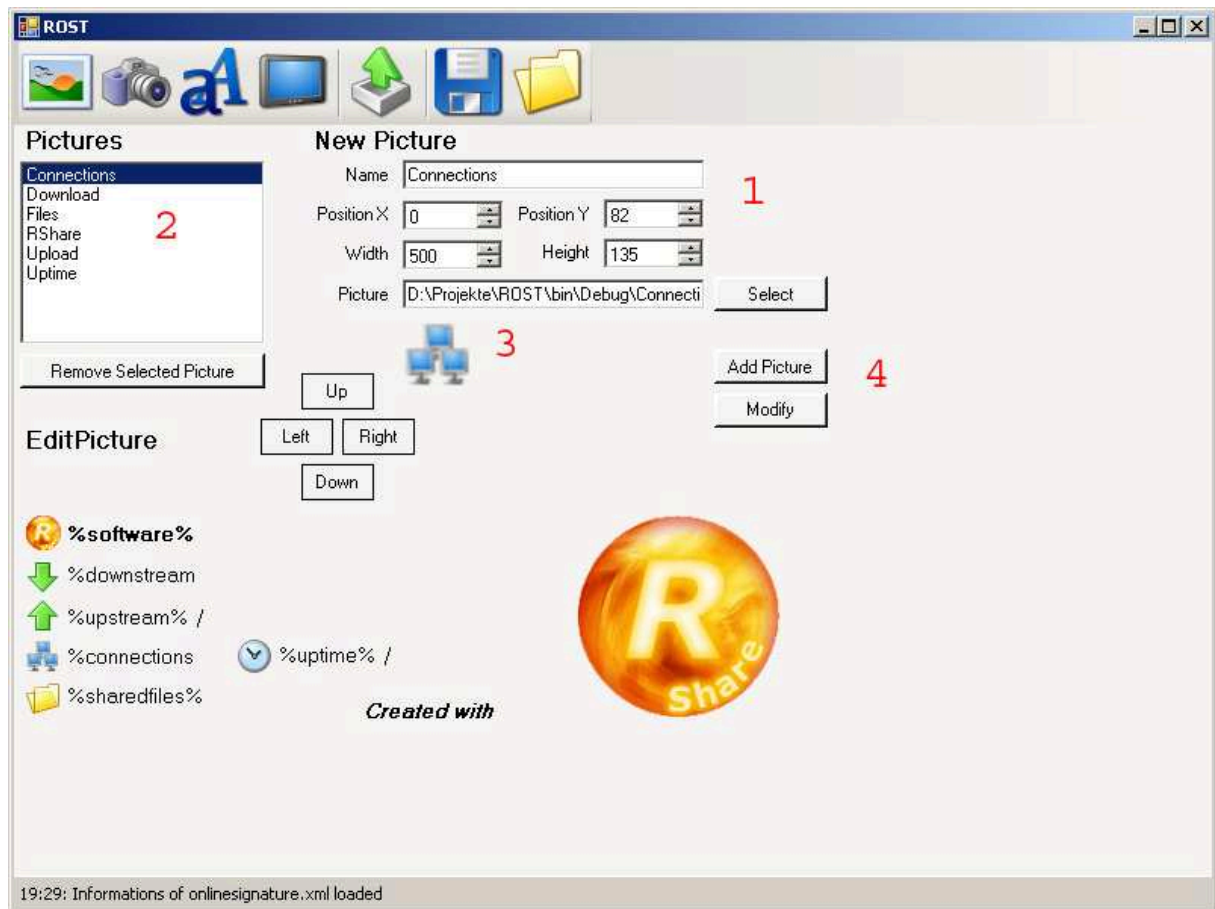 ROST
Pictures
New Picture
Connections
Download
Files
RShare
Upload
Uptime
2
Name Connections
1
Position X 0 Position Y 82
Width 500 Height 135
Picture D:\Projekte\ROST\bin\Debug\Connecti Select
3
Remove Selected Picture
Add Picture
4
Modify
Up
Left Right
Down
EditPicture
%software%
%downstream
%upstream% /
%connections %uptime% /
%sharedfiles%
Created with
R
Share
19:29: Informations of onlinesignature.xml loaded